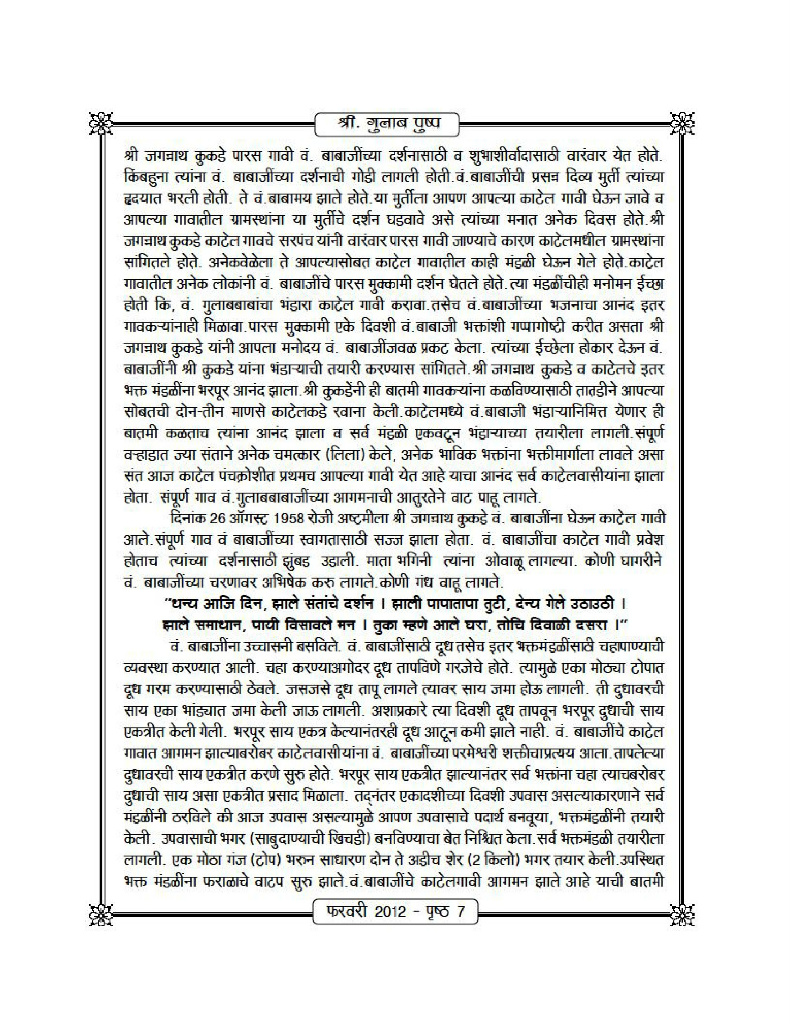 श्री. गुलाब पुष्प
श्री जगन्नाथ कुकडे पारस गावी वं. बाबाजींच्या दर्शनासाठी व शुभाशीर्वादासाठी वारंवार येत होते.
किंबहुना त्यांना वं. बाबाजींच्या दर्शनाची गोडी लागली होती.वं.बाबाजींची प्रसन्न दिव्य मुर्ती त्यांच्या
हृदयात भरली होती. ते वं.बाबामय झाले होते.या मुर्तीला आपण आपल्या काटेल गावी घेऊन जावे व
आपल्या गावातील ग्रामस्थांना या मुर्तीचे दर्शन घडवावे असे त्यांच्या मनात अनेक दिवस होते.श्री
जगन्नाथ कुकडे काटेल गावचे सरपंच यांनी वारंवार पारस गावी जाण्याचे कारण काटेलमधील ग्रामस्थांना
सांगितले होते. अनेकवेळेला ते आपल्यासोबत काटेल गावातील काही मंडळी घेऊन गेले होते.काटेल
गावातील अनेक लोकांनी वं. बाबाजींचे पारस मुक्कामी दर्शन घेतले होते.त्या मंडळींचीही मनोमन ईच्छा
होती कि, वं. गुलाबबाबांचा भंडारा काटेल गावी करावा.तसेच वं.बाबाजींच्या भजनाचा आनंद इतर
गावकऱ्यांनाही मिळावा.पारस मुक्कामी एके दिवशी वं.बाबाजी भक्तांशी गप्पागोष्टी करीत असता श्री
जगन्नाथ कुकडे यांनी आपला मनोदय वं. बाबाजींजवळ प्रकट केला. त्यांच्या ईच्छेला होकार देऊन वं.
बाबाजींनी श्री कुकडे यांना भंडाऱ्याची तयारी करण्यास सांगितले.श्री जगन्नाथ कुकडे व काटेलचे इतर
भक्त मंडळींना भरपूर आनंद झाला.श्री कुकडेंनी ही बातमी गावकऱ्यांना कळविण्यासाठी ताबडीने आपल्या
सोबतची दोन-तीन माणसे काटेलकडे रवाना केली.काटेलमध्ये वं.बाबाजी भंडाऱ्यानिमित्त येणार ही
बातमी कळताच त्यांना आनंद झाला व सर्व मंडळी एकवटून भंडाऱ्याच्या तयारीला लागली.संपूर्ण
वऱ्हाडात ज्या संताने अनेक चमत्कार (लिला) केले, अनेक भाविक भक्तांना भक्तीमार्गाला लावले असा
संत आज काटेल पंचक्रोशीत प्रथमच आपल्या गावी येत आहे याचा आनंद सर्व काटेलवासीयांना झाला
होता. संपूर्ण गाव वं.गुलाबबाबाजींच्या आगमनाची आतुरतेने वाट पाहू लागले.
दिनांक 26 ऑगस्ट 1958 रोजी अष्टमीला श्री जगन्नाथ कुकडे वं. बाबाजींना घेऊन काटेल गावी
आले.संपूर्ण गाव वं बाबाजींच्या स्वागतासाठी सज्ज झाला होता. वं. बाबाजींचा काटेल गावी प्रवेश
होताच त्यांच्या दर्शनासाठी झुंबड उडाली. माता भगिनी त्यांना ओवाळू लागल्या. कोणी घागरीने
वं. बाबाजींच्या चरणावर अभिषेक करु लागले.कोणी गंध वाहू लागले.
"धन्य आजि दिन, झाले संतांचे दर्शन । झाली पापातापा तुटी, देन्य गेले उठाउठी ।
झाले समाधान, पायी विसावले मन । तुका म्हणे आले घरा, तोचि दिवाळी दसरा ।"
वं. बाबाजींना उच्चासनी बसविले. वं. बाबाजींसाठी दूध तसेच इतर भक्तमंडळींसाठी चहापाण्याची
व्यवस्था करण्यात आली. चहा करण्याअगोदर दूध तापविणे गरजेचे होते. त्यामुळे एका मोठ्या टोपात
दूध गरम करण्यासाठी ठेवले. जसजसे दूध तापू लागले त्यावर साय जमा होऊ लागली. ती दुधावरची
साय एका भांड्यात जमा केली जाऊ लागली. अशाप्रकारे त्या दिवशी दूध तापवून भरपूर दुधाची साय
एकत्रीत केली गेली. भरपूर साय एकत्र केल्यानंतरही दूध आटून कमी झाले नाही. वं. बाबाजींचे काटेल
गावात आगमन झाल्याबरोबर काटेलवासीयांना वं. बाबाजींच्या परमेश्वरी शक्तीचाप्रत्यय आला.तापलेल्या
दुधावरची साय एकत्रीत करणे सुरु होते. भरपूर साय एकत्रीत झाल्यानंतर सर्व भक्तांना चहा त्याचबरोबर
दुधाची साय असा एकत्रीत प्रसाद मिळाला. तद्नंतर एकादशीच्या दिवशी उपवास असल्याकारणाने सर्व
मंडळींनी ठरविले की आज उपवास असल्यामुळे आपण उपवासाचे पदार्थ बनवूया, भक्तमंडळींनी तयारी
केली. उपवासाची भगर (साबुदाण्याची खिचडी) बनविण्याचा बेत निश्चित केला.सर्व भक्तमंडळी तयारीला
लागली. एक मोठा गंज (टोप) भरुन साधारण दोन ते अडीच शेर (2 किलो) भगर तयार केली.उपस्थित
भक्त मंडळींना फराळाचे वाटप सुरु झाले.वं.बाबाजींचे काटेलगावी आगमन झाले आहे याची बातमी
फरवरी 2012 - पृष्ठ 7